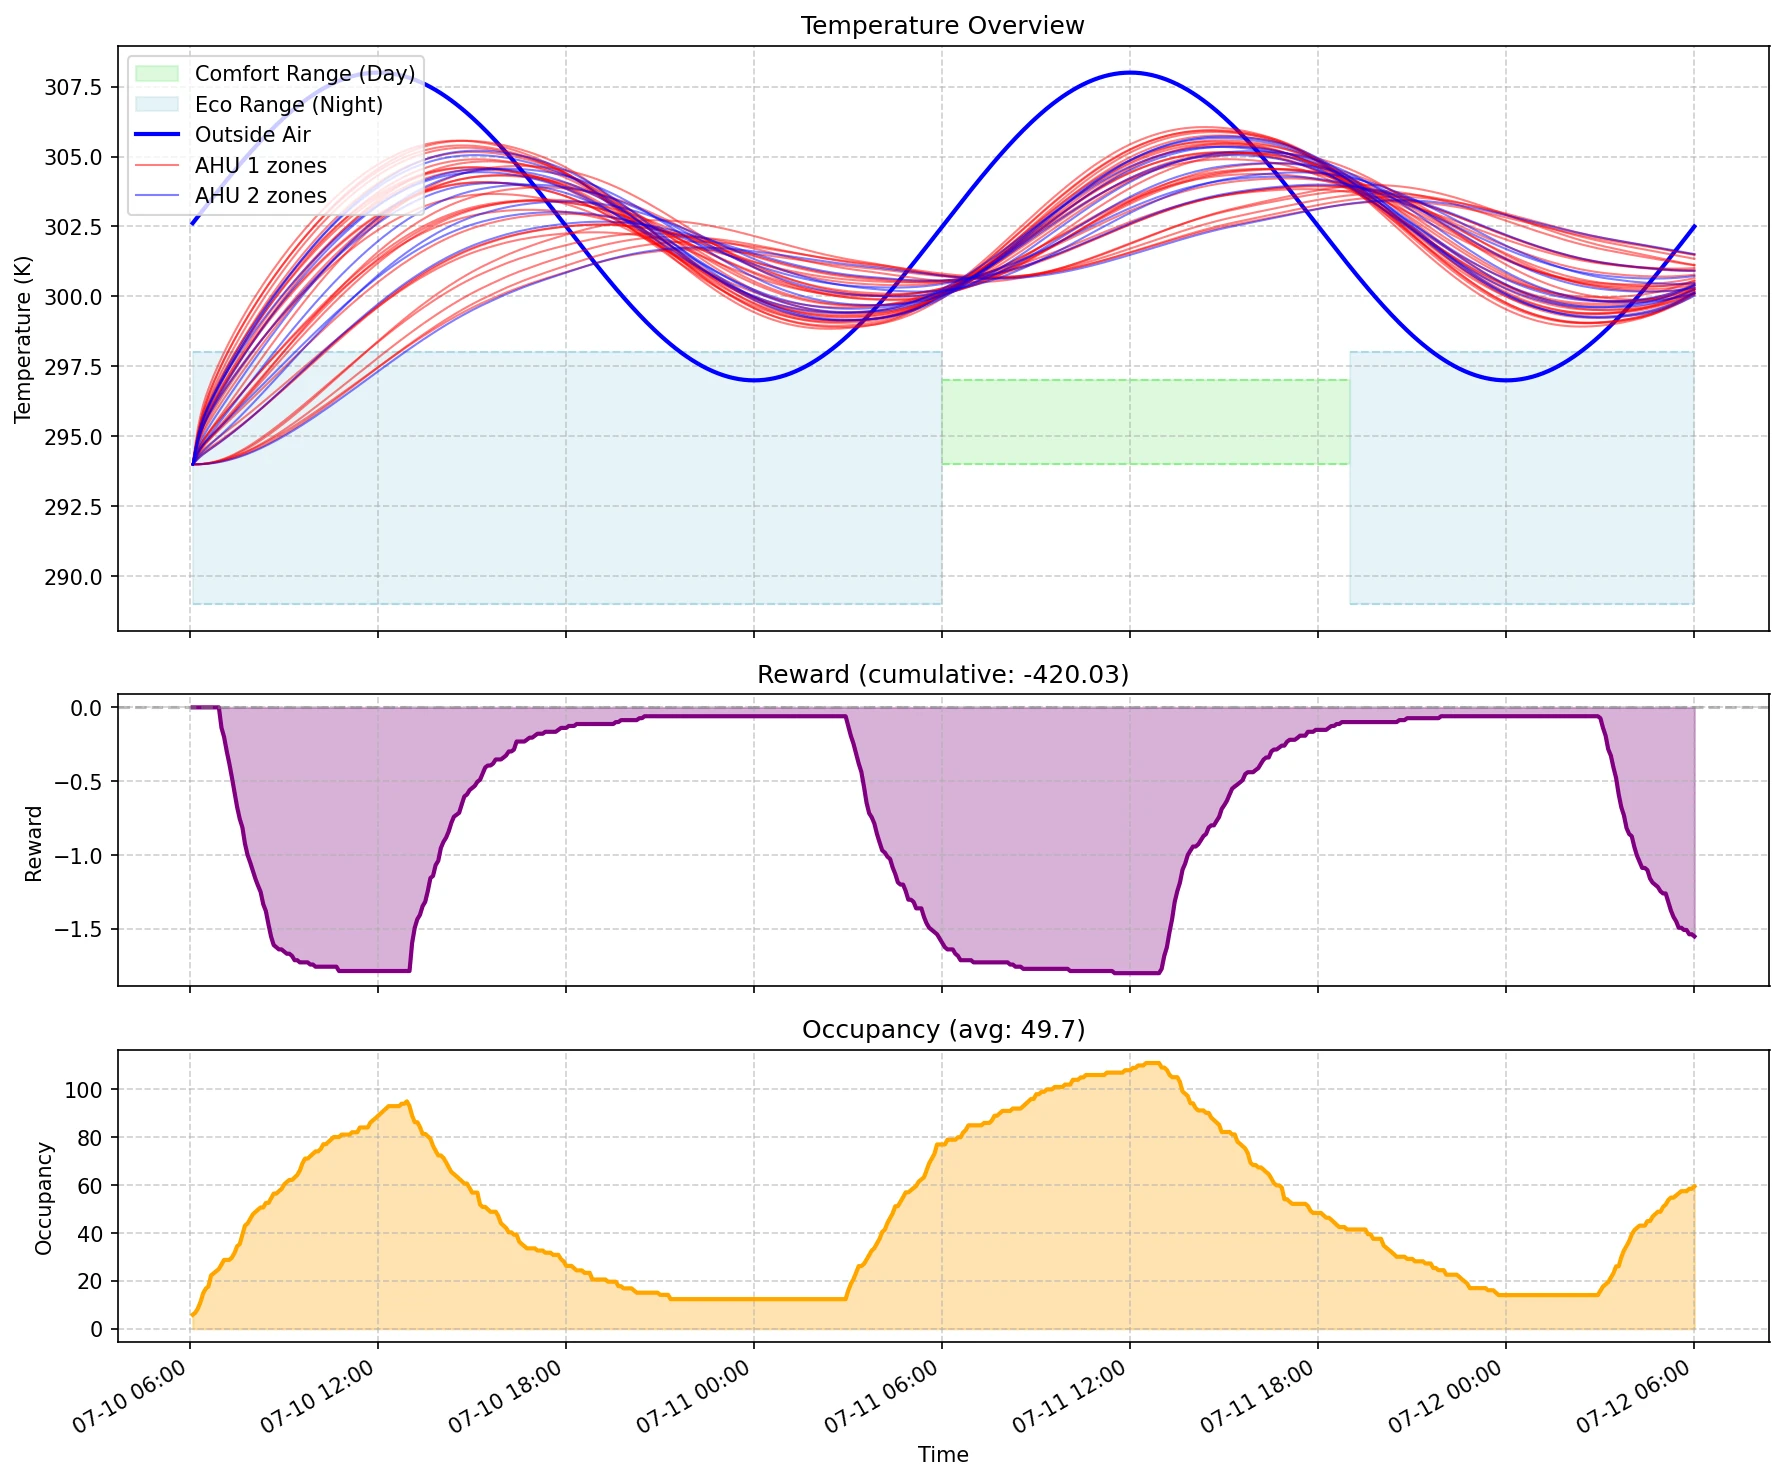 Temperature Overview
Comfort Range (Day)
Eco Range (Night)
Outside Air
AHU 1 zones
AHU 2 zones
Temperature (K)
307.5
305.0
302.5
300.0
297.5
295.0
292.5
290.0
Reward (cumulative: -420.03)
Reward
0.0
−0.5
−1.0
−1.5
Occupancy (avg: 49.7)
Occupancy
100
80
60
40
20
0
07-10 06:00
07-10 12:00
07-10 18:00
07-11 00:00
07-11 06:00
07-11 12:00
07-11 18:00
07-12 00:00
07-12 06:00
Time